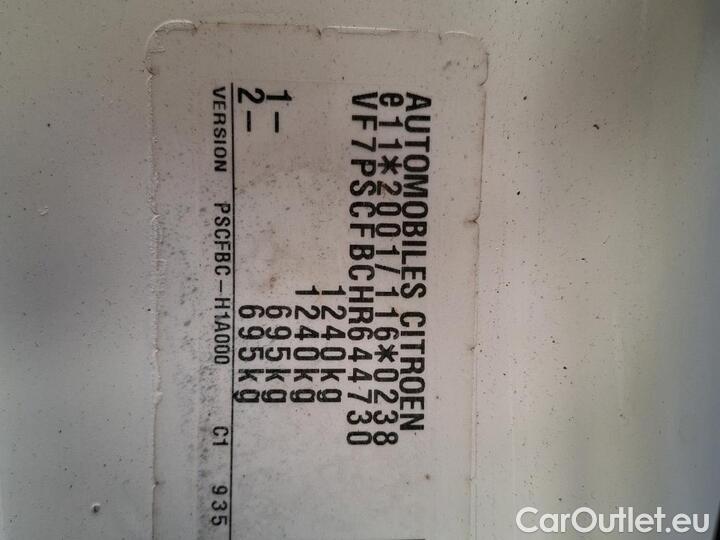 AUTOMOBILES CITROEN
e11*2001/116*0238
VF7PSCFBCHR644730
1240kg
1240kg
1- 695kg
2- 695kg
VERSION PSCFBC-H1A000 C1 935
CarOutlet.eu